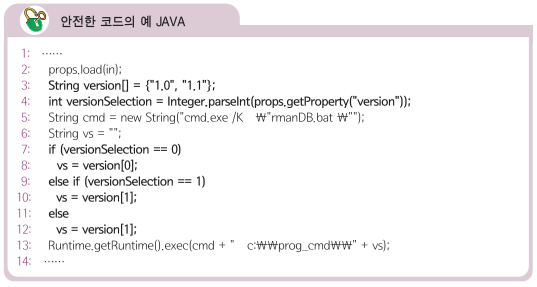 안전한 코드의 예 JAVA
1: ……
2: props.load(in);
3: String version[] = {"1.0", "1.1"};
4: int versionSelection = Integer.parseInt(props.getProperty("version"));
5: String cmd = new String("cmd.exe /K ₩"rmanDB.bat ₩"");
6: String vs = "";
7: if (versionSelection == 0)
8: vs = version[0];
9: else if (versionSelection == 1)
10: vs = version[1];
11: else
12: vs = version[1];
13: Runtime.getRuntime().exec(cmd + " c:₩₩prog_cmd₩₩" + vs);
14: ……